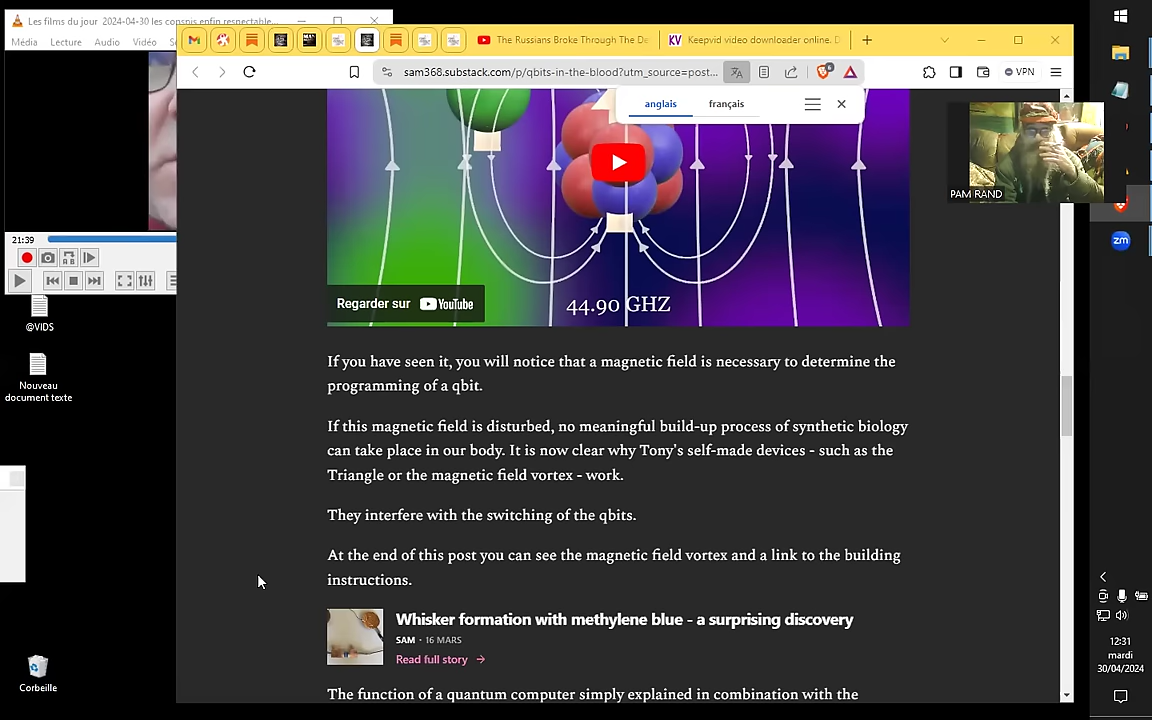 Les films du jour 2024-04-30 les conspis enfin respectable...
Média Lecture Audio Vidéo
21:39
The Russians Broke Through The De
Keepvid video downloader online. D
sam368.substack.com/p/qbits-in-the-blood?utm_source=post...
VPN
anglais français
PAM RAND
Regarder sur YouTube
44.90 GHZ
If you have seen it, you will notice that a magnetic field is necessary to determine the
programming of a qbit.
If this magnetic field is disturbed, no meaningful build-up process of synthetic biology
can take place in our body. It is now clear why Tony's self-made devices - such as the
Triangle or the magnetic field vortex - work.
They interfere with the switching of the qbits.
At the end of this post you can see the magnetic field vortex and a link to the building
instructions.
Whisker formation with methylene blue - a surprising discovery
SAM · 16 MARS
Read full story →
The function of a quantum computer simply explained in combination with the
@VIDS
Nouveau
document texte
Corbeille
zm
12:31
mardi
30/04/2024